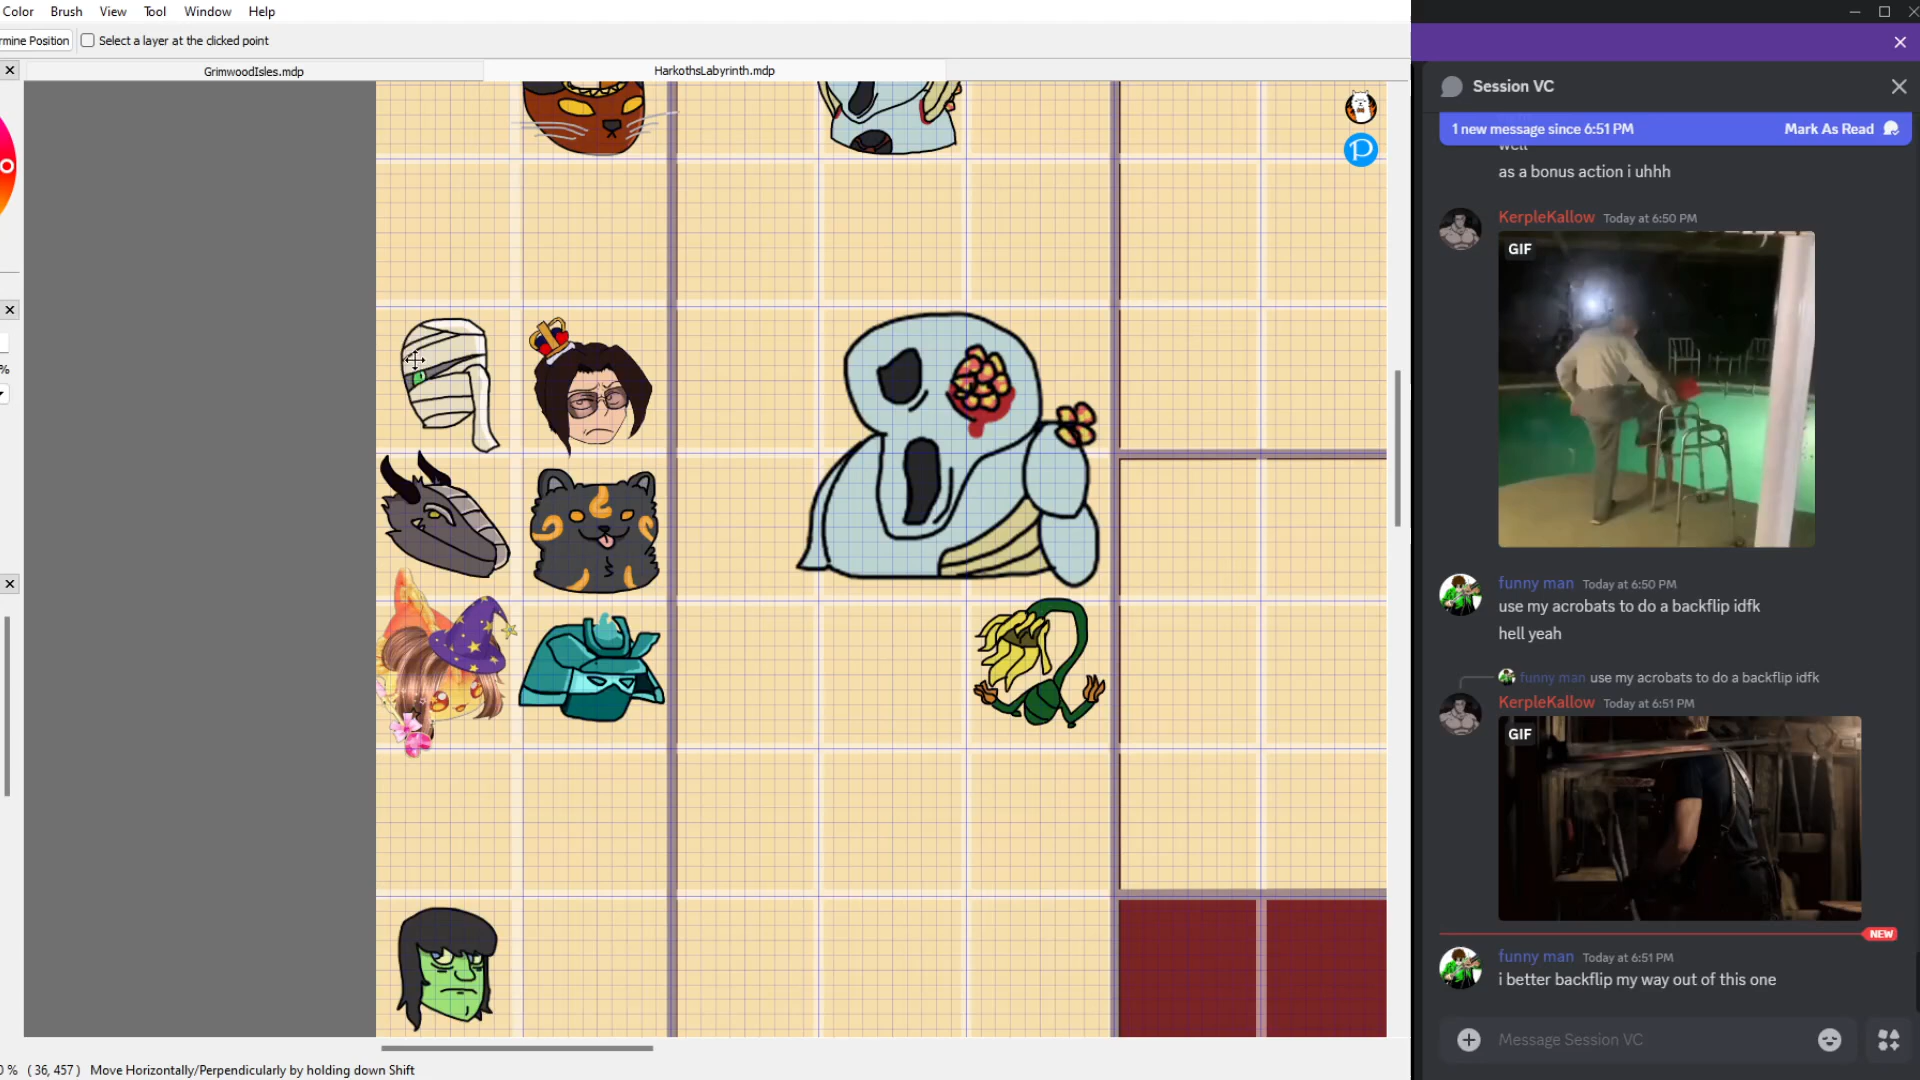 Color Brush View Tool Window Help
rmine Position Select a layer at the clicked point
GrimwoodIsles.mdp HarkothsLabyrinth.mdp
%
0 % ( 36, 457 ) Move Horizontally/Perpendicularly by holding down Shift
Session VC
1 new message since 6:51 PM Mark As Read
well
as a bonus action i uhhh
KerpleKallow Today at 6:50 PM
GIF
funny man Today at 6:50 PM
use my acrobats to do a backflip idfk
hell yeah
funny man use my acrobats to do a backflip idfk
KerpleKallow Today at 6:51 PM
GIF
NEW
funny man Today at 6:51 PM
i better backflip my way out of this one
Message Session VC